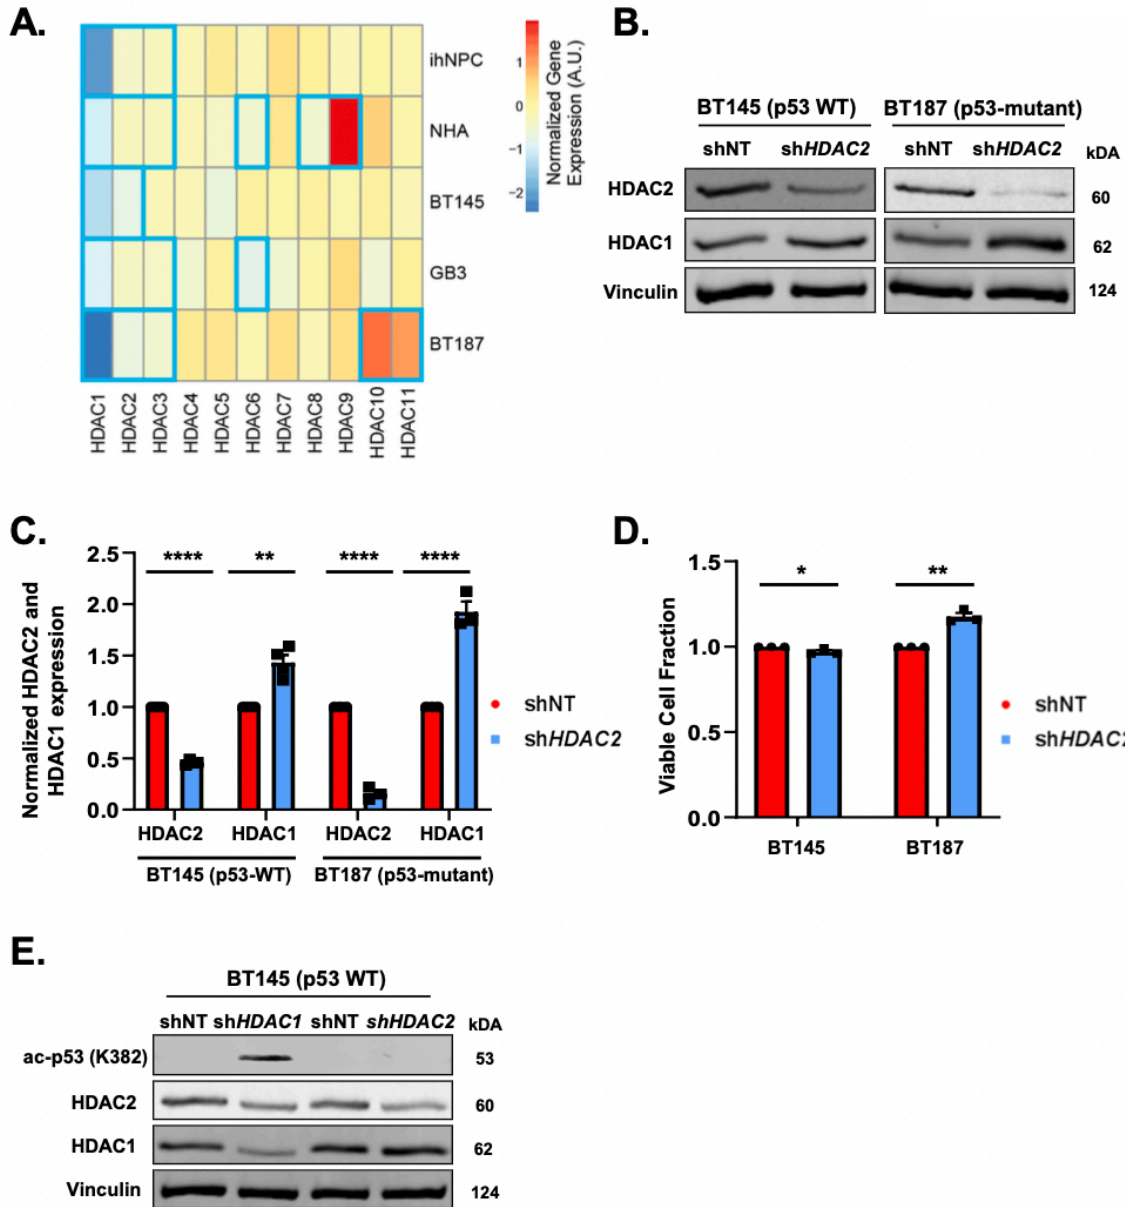 A.
ihNPC
NHA
BT145
GB3
BT187
HDAC1
HDAC2
HDAC3
HDAC4
HDAC5
HDAC6
HDAC7
HDAC8
HDAC9
HDAC10
HDAC11
1
0
−1
−2
Normalized Gene
Expression (A.U.)
B.
BT145 (p53 WT) BT187 (p53-mutant)
shNT shHDAC2 shNT shHDAC2 kDA
HDAC2 60
HDAC1 62
Vinculin 124
C.
Normalized HDAC2 and
HDAC1 expression
2.5
2.0
1.5
1.0
0.5
0.0
**** ** **** ****
HDAC2 HDAC1 HDAC2 HDAC1
BT145 (p53-WT) BT187 (p53-mutant)
shNT
shHDAC2
D.
Viable Cell Fraction
1.5
1.0
0.5
0.0
* **
BT145 BT187
shNT
shHDAC2
E.
BT145 (p53 WT)
shNT shHDAC1 shNT shHDAC2 kDA
ac-p53 (K382) 53
HDAC2 60
HDAC1 62
Vinculin 124